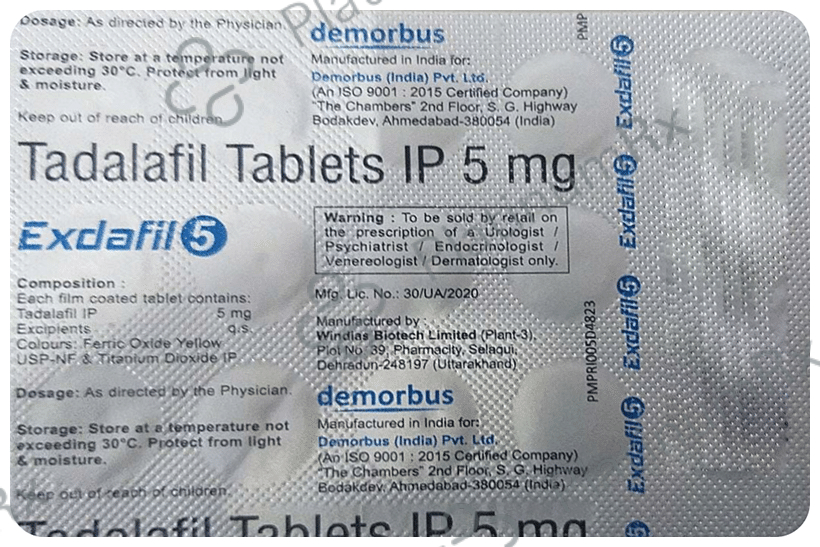 Dosage: As directed by the Physician.
Storage: Store at a temperature not
exceeding 30°C. Protect from light
& moisture.
Keep out of reach of children.
demorbus
Manufactured in India for:
Demorbus (India) Pvt. Ltd.
(An ISO 9001 : 2015 Certified Company)
"The Chambers" 2nd Floor, S. G. Highway
Bodakdev, Ahmedabad-380054 (India)
PMP
Exdafil 5
Tadalafil Tablets IP 5 mg
Exdafil 5
Exdafil 5
Warning : To be sold by retail on
the prescription of a Urologist /
Psychiatrist / Endocrinologist /
Venereologist / Dermatologist only.
Composition :
Each film coated tablet contains:
Tadalafil IP 5 mg
Excipients q.s.
Colours: Ferric Oxide Yellow
USP-NF & Titanium Dioxide IP
Mfg. Lic. No.: 30/UA/2020
Manufactured by :
Windlas Biotech Limited (Plant-3),
Plot No. 39, Pharmacity, Selaqui,
Dehradun-248197 (Uttarakhand)
PMPRI005D4823
Exdafil 5
Dosage: As directed by the Physician.
Storage: Store at a temperature not
exceeding 30°C. Protect from light
& moisture.
Keep out of reach of children.
demorbus
Manufactured in India for:
Demorbus (India) Pvt. Ltd.
(An ISO 9001 : 2015 Certified Company)
"The Chambers" 2nd Floor, S. G. Highway
Bodakdev, Ahmedabad-380054 (India)
Exdafil 5
Tadalafil Tablets IP 5 mg
5